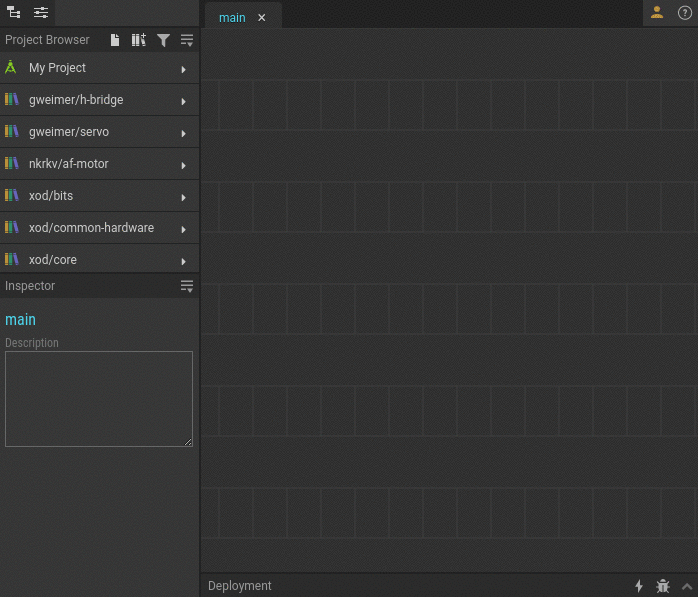 main
Project Browser
My Project
gweimer/h-bridge
gweimer/servo
nkrkv/af-motor
xod/bits
xod/common-hardware
xod/core
Inspector
main
Description
Deployment